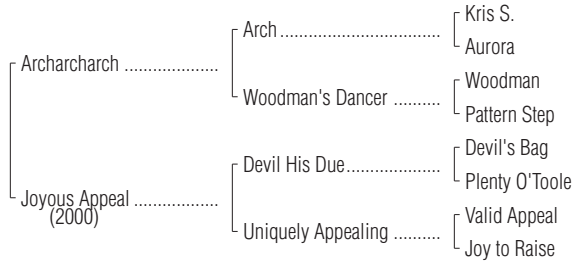 Kris S.
Arch
Aurora
Archarcharch
Woodman
Woodman's Dancer
Pattern Step
Devil's Bag
Devil His Due
Plenty O'Toole
Joyous Appeal
(2000)
Valid Appeal
Uniquely Appealing
Joy to Raise